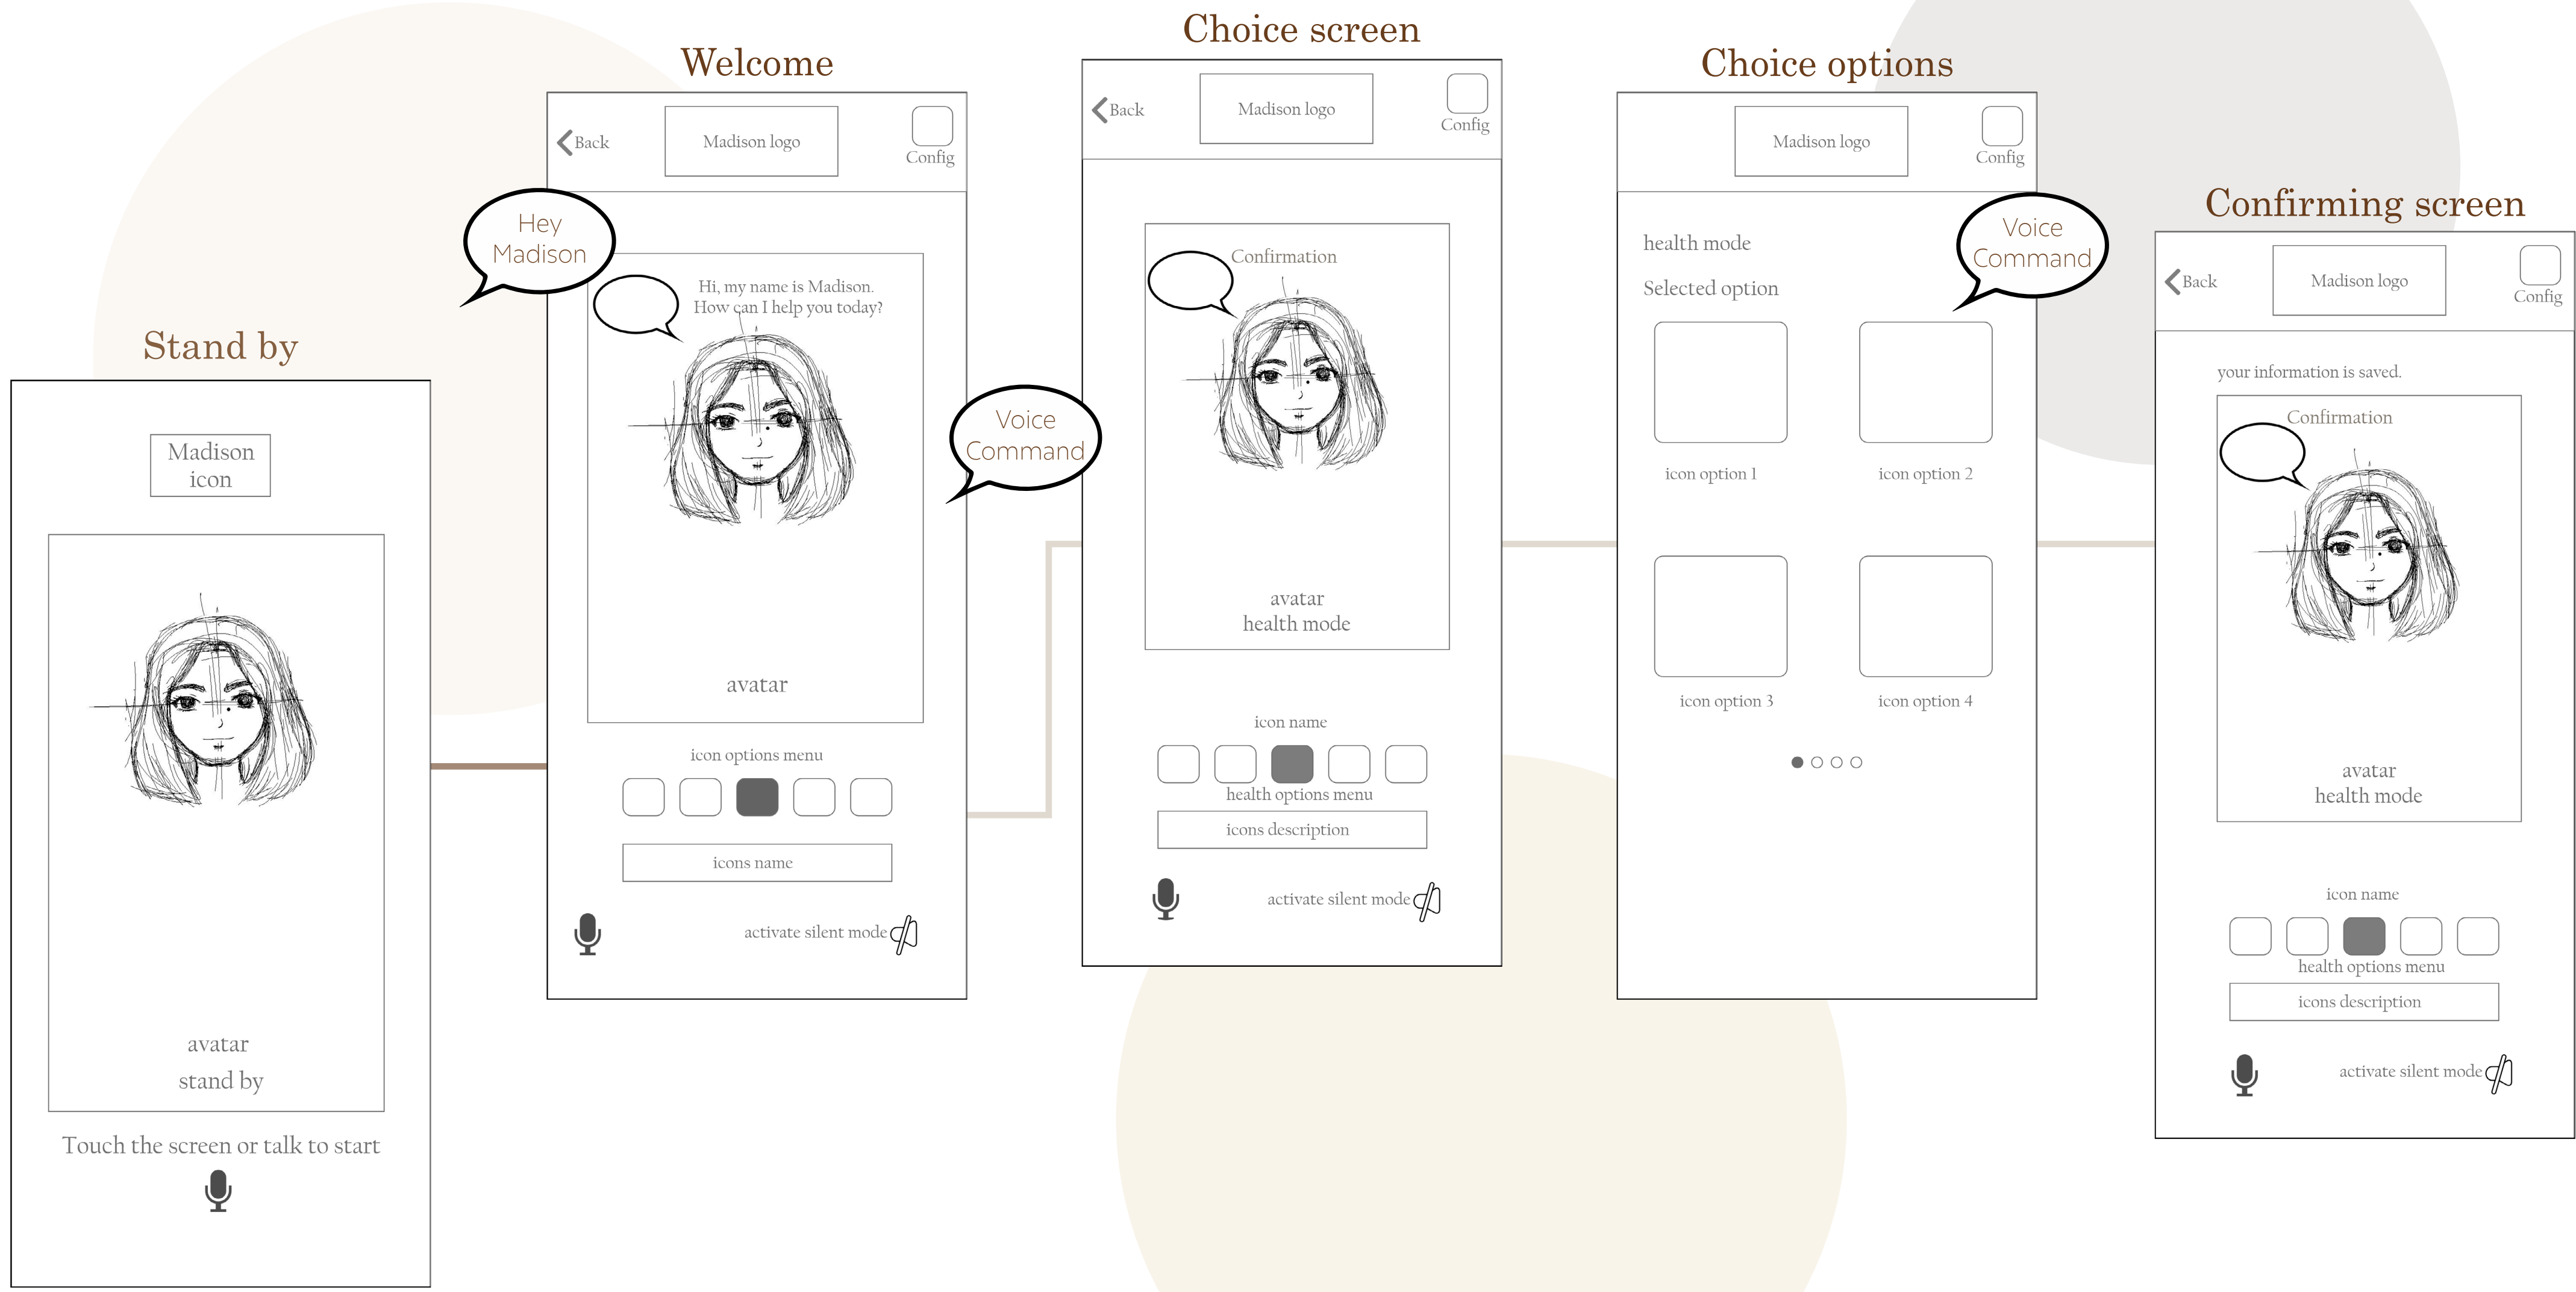 Stand by
Madison
icon
avatar
stand by
Touch the screen or talk to start
Hey
Madison
Welcome
Back
Madison logo
Config
Hi, my name is Madison.
How can I help you today?
avatar
icon options menu
icons name
activate silent mode
Voice
Command
Choice screen
Back
Madison logo
Config
Confirmation
avatar
health mode
icon name
health options menu
icons description
activate silent mode
Choice options
Madison logo
Config
health mode
Selected option
icon option 1
icon option 2
icon option 3
icon option 4
Voice
Command
Confirming screen
Back
Madison logo
Config
your information is saved.
Confirmation
avatar
health mode
icon name
health options menu
icons description
activate silent mode